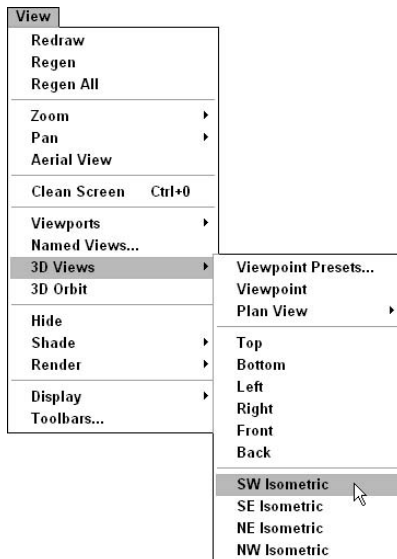 View
Redraw
Regen
Regen All
Zoom
Pan
Aerial View
Clean Screen Ctrl+0
Viewports
Named Views...
3D Views
3D Orbit
Hide
Shade
Render
Display
Toolbars...
Viewpoint Presets...
Viewpoint
Plan View
Top
Bottom
Left
Right
Front
Back
SW Isometric
SE Isometric
NE Isometric
NW Isometric